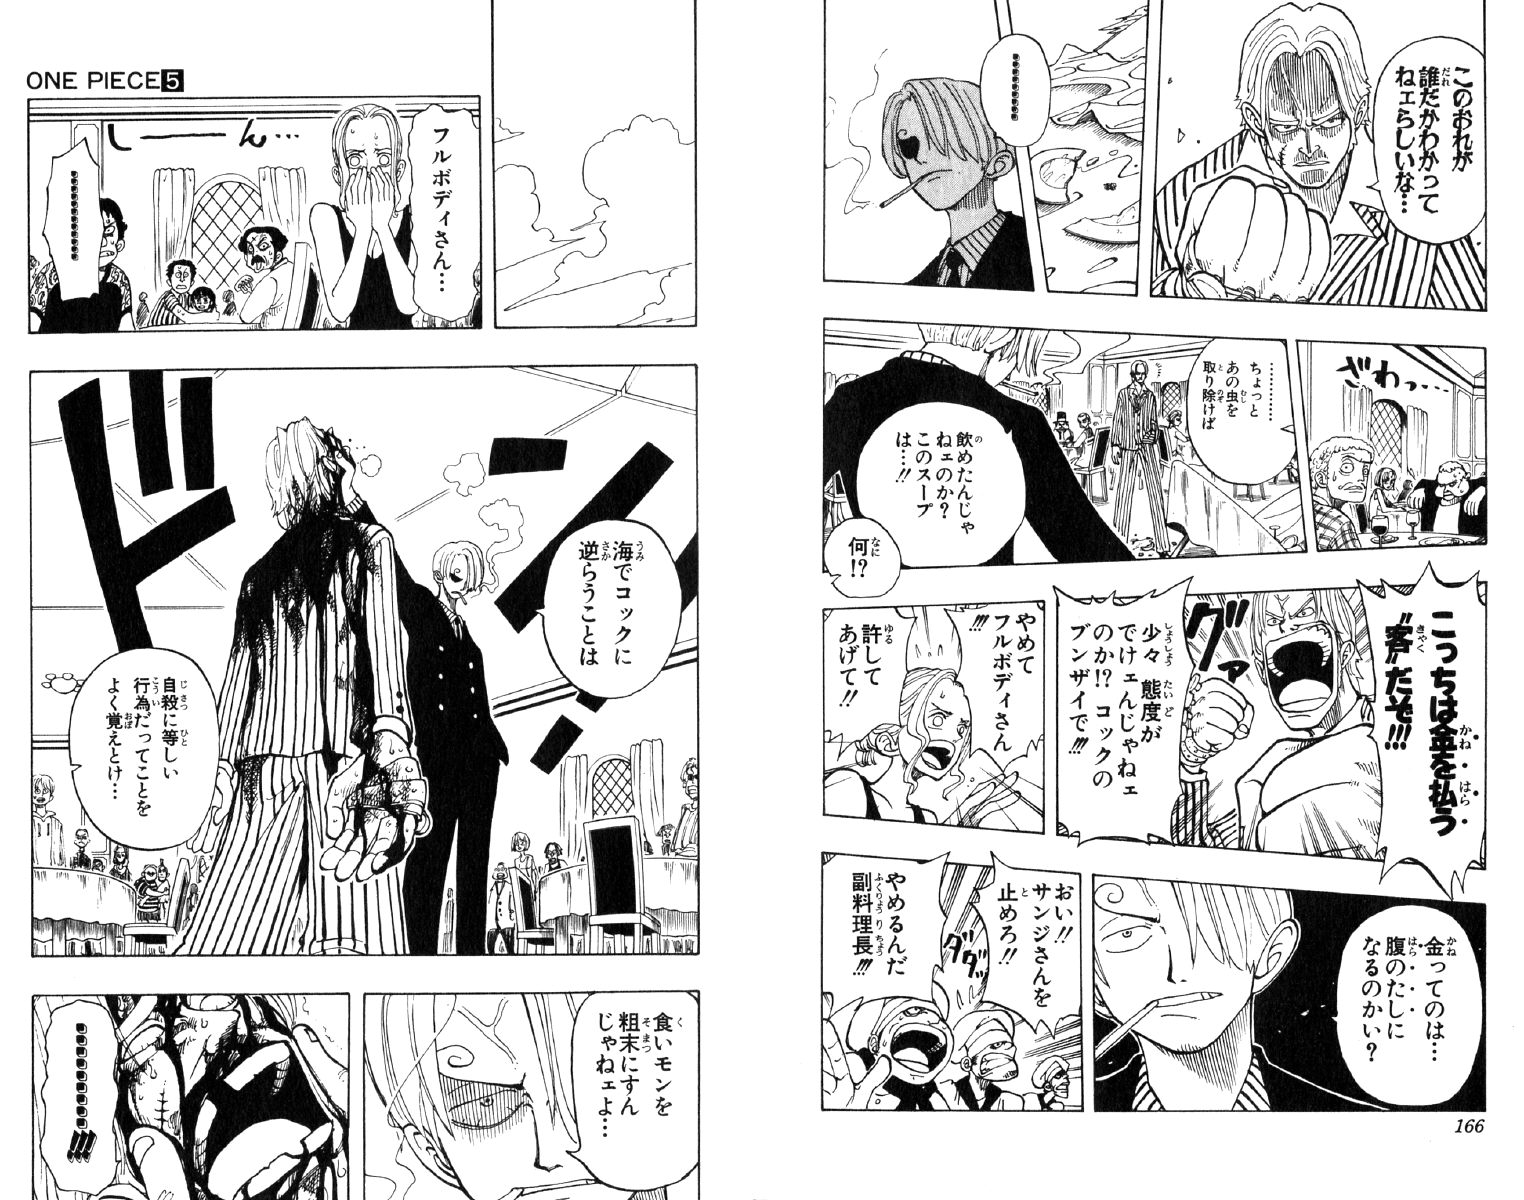 このおれが
誰だかわかって
ねェらしいな…
…………
ざわっ…
…………
ちょっと
あの虫を
取り除けば
飲めたんじゃ
ねェのか?
このスープ
は…!!
何!?
こっちは金を払う
“客”だぞ!!!
グァ
少々 態度が
でけェんじゃねェ
のか!? コックの
ブンザイで!!!
やめて
フルボディさん
!!!
許して
あげて!!
金ってのは…
腹のたしに
なるのかい?
おい!!
サンジさんを
止めろ!!
ダダダ
やめるんだ
副料理長!!!
166
ONE PIECE 5
フルボディさん…
しーーん…
…………
ドン
海でコックに
逆らうことは
自殺に等しい
行為だってことを
よく覚えとけ…
食いモンを
粗末にすん
じゃねェよ…
…………!!!